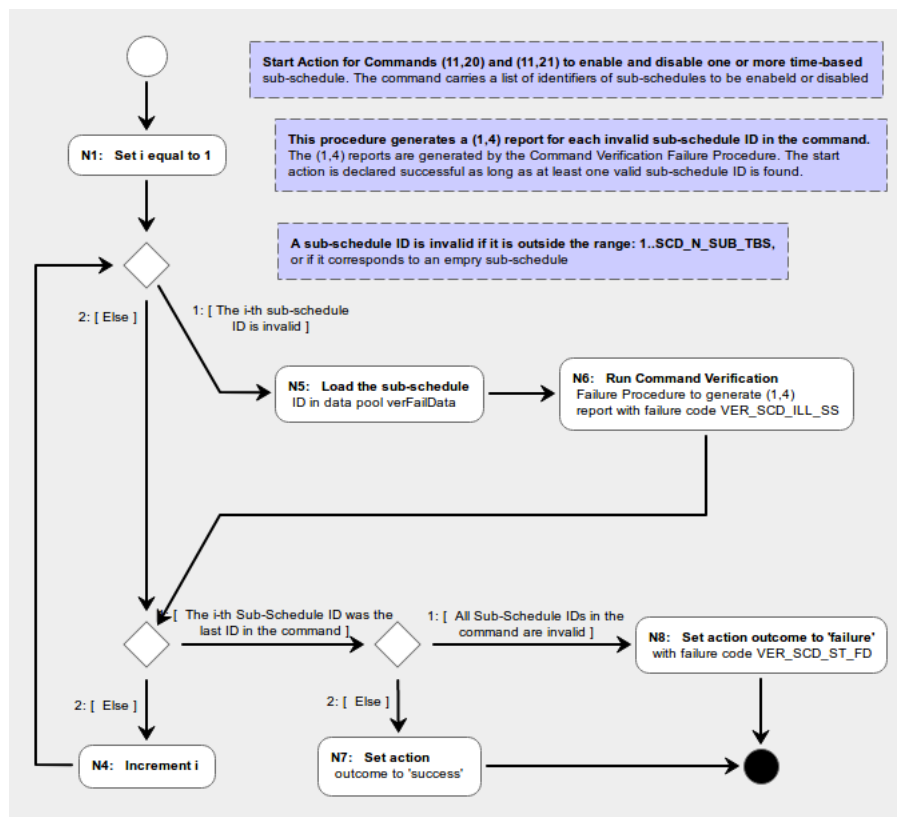 Start Action for Commands (11,20) and (11,21) to enable and disable one or more time-based
sub-schedule. The command carries a list of identifiers of sub-schedules to be enabeld or disabled
N1: Set i equal to 1
This procedure generates a (1,4) report for each invalid sub-schedule ID in the command.
The (1,4) reports are generated by the Command Verification Failure Procedure. The start
action is declared successful as long as at least one valid sub-schedule ID is found.
A sub-schedule ID is invalid if it is outside the range: 1..SCD_N_SUB_TBS,
or if it corresponds to an empry sub-schedule
2: [ Else ]
1: [ The i-th sub-schedule
ID is invalid ]
N5: Load the sub-schedule
ID in data pool verFailData
N6: Run Command Verification
Failure Procedure to generate (1,4)
report with failure code VER_SCD_ILL_SS
[ The i-th Sub-Schedule ID was the
last ID in the command ]
1: [ All Sub-Schedule IDs in the
command are invalid ]
N8: Set action outcome to 'failure'
with failure code VER_SCD_ST_FD
2: [ Else ]
2: [ Else ]
N4: Increment i
N7: Set action
outcome to 'success'